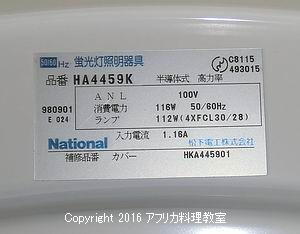 50/60 Hz 蛍光灯照明器具
C8115
493015
品番 HA4459K 半導体式 高力率
ANL 100V
980901 消費電力 116W 50/60Hz
E 024 ランプ 112W(4XFCL30/28)
入力電流 1.16A
National 松下電工株式会社
補修品番 カバー HKA445901
Copyright 2016 アフリカ料理教室